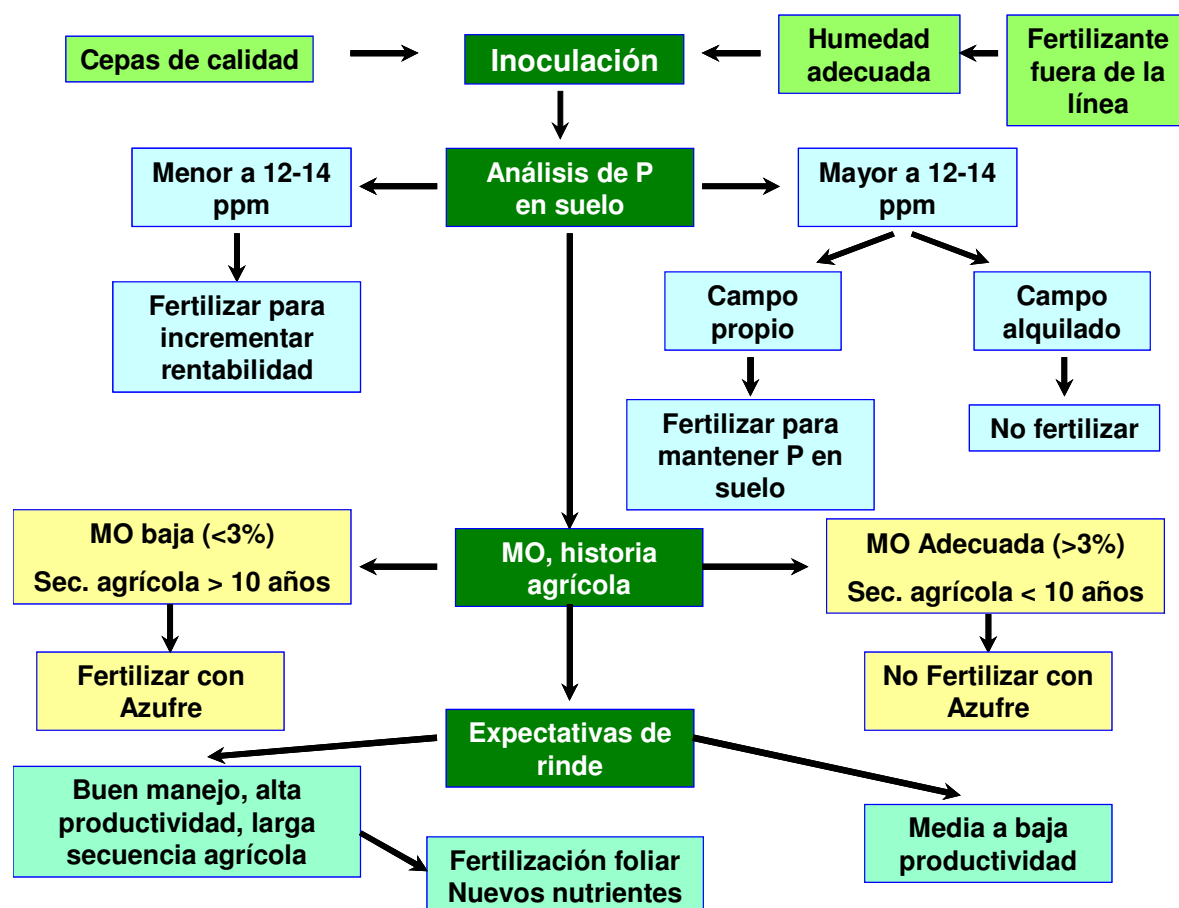 Cepas de calidad
Inoculación
Humedad
adecuada
Fertilizante
fuera de la
línea
Menor a 12-14
ppm
Análisis de P
en suelo
Mayor a 12-14
ppm
Fertilizar para
incrementar
rentabilidad
Campo
propio
Campo
alquilado
Fertilizar para
mantener P en
suelo
No fertilizar
MO baja (<3%)
Sec. agrícola > 10 años
MO, historia
agrícola
MO Adecuada (>3%)
Sec. agrícola < 10 años
Fertilizar con
Azufre
No Fertilizar con
Azufre
Expectativas de
rinde
Buen manejo, alta
productividad, larga
secuencia agrícola
Fertilización foliar
Nuevos nutrientes
Media a baja
productividad